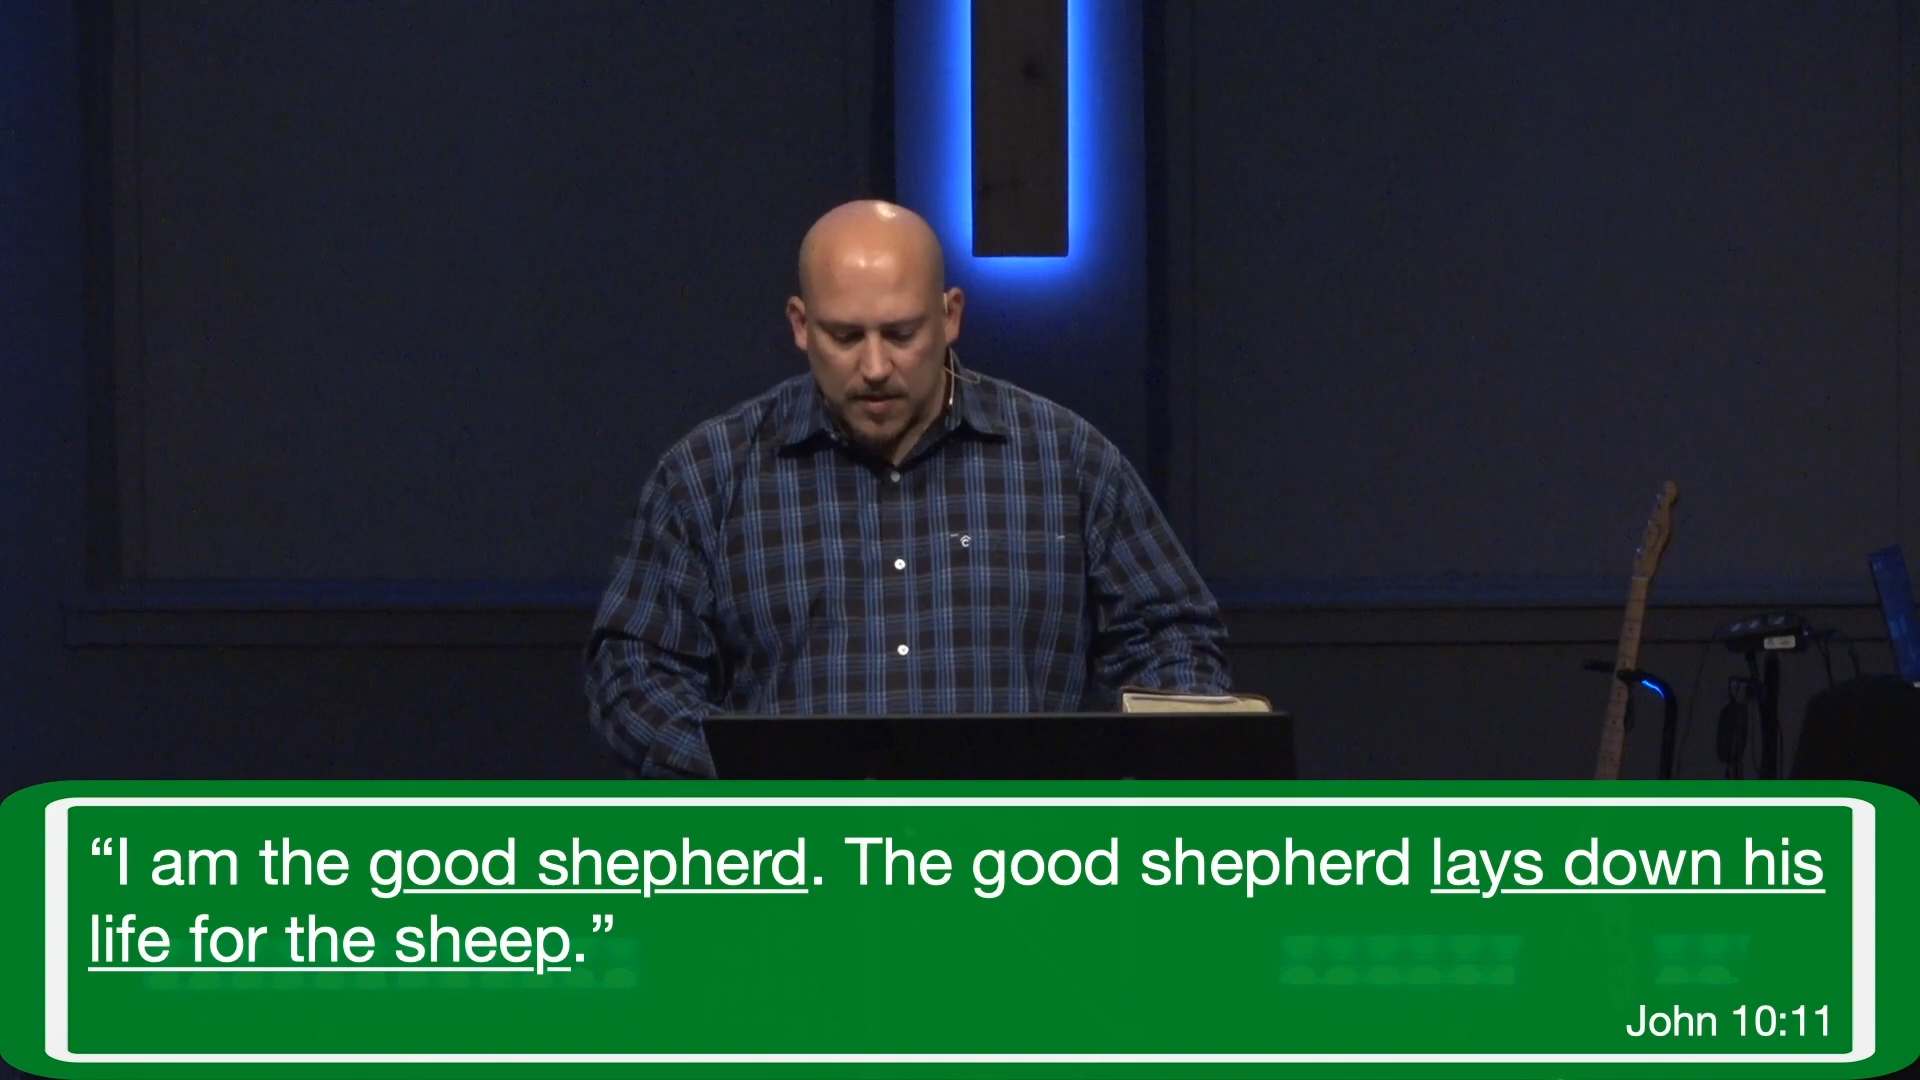 “I am the good shepherd. The good shepherd lays down his
life for the sheep.”
John 10:11